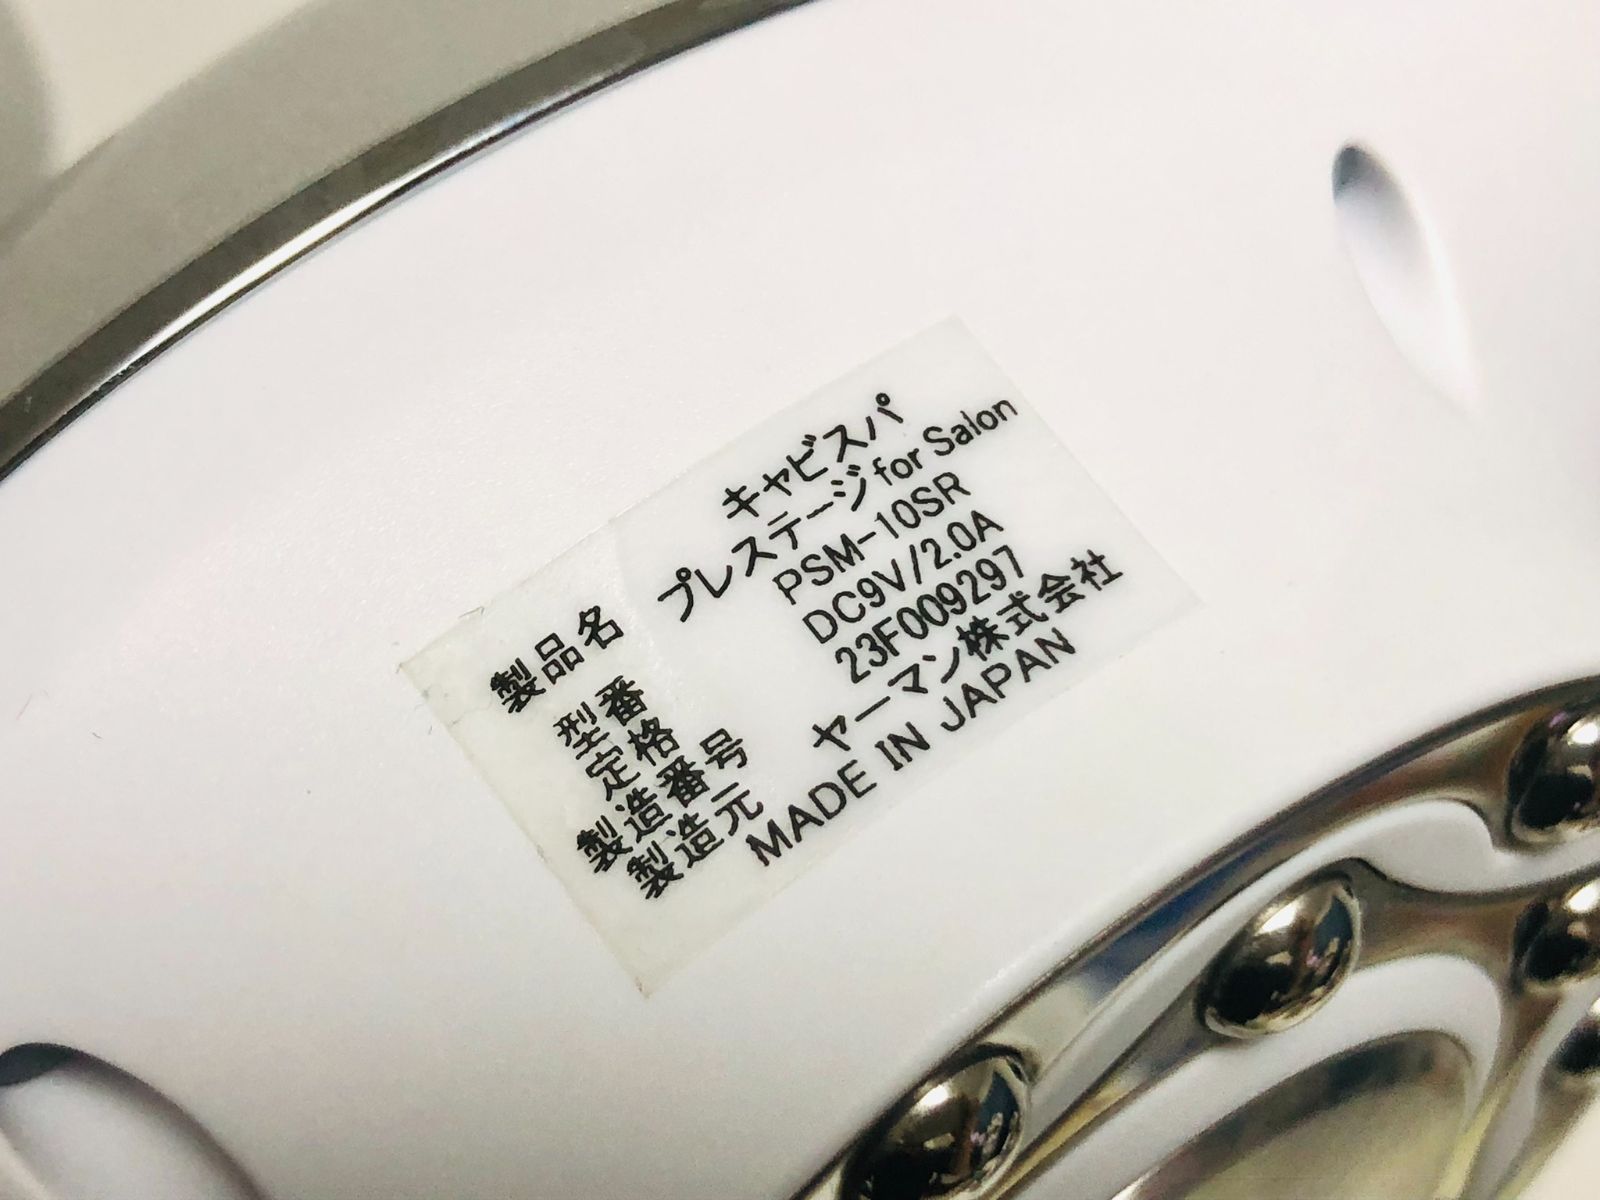 製品名 キャビスパ
プレステージ for Salon
型番 PSM-10SR
定格 DC9V/2.0A
製造番号 23F009297
製造元 ヤーマン株式会社
MADE IN JAPAN